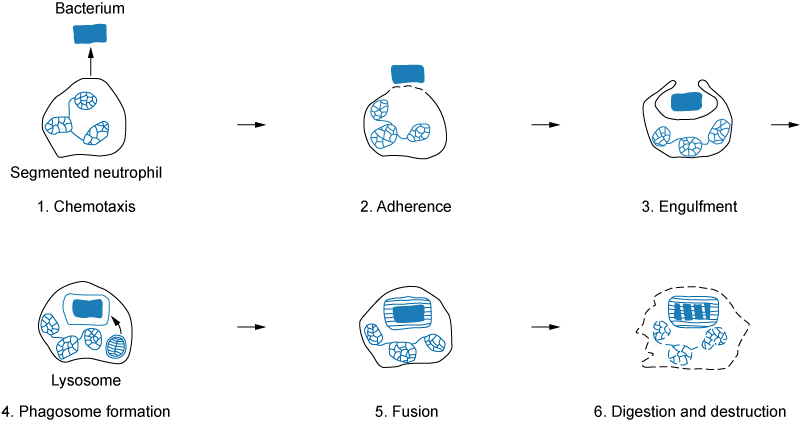 Bacterium
Segmented neutrophil
1. Chemotaxis
2. Adherence
3. Engulfment
Lysosome
4. Phagosome formation
5. Fusion
6. Digestion and destruction